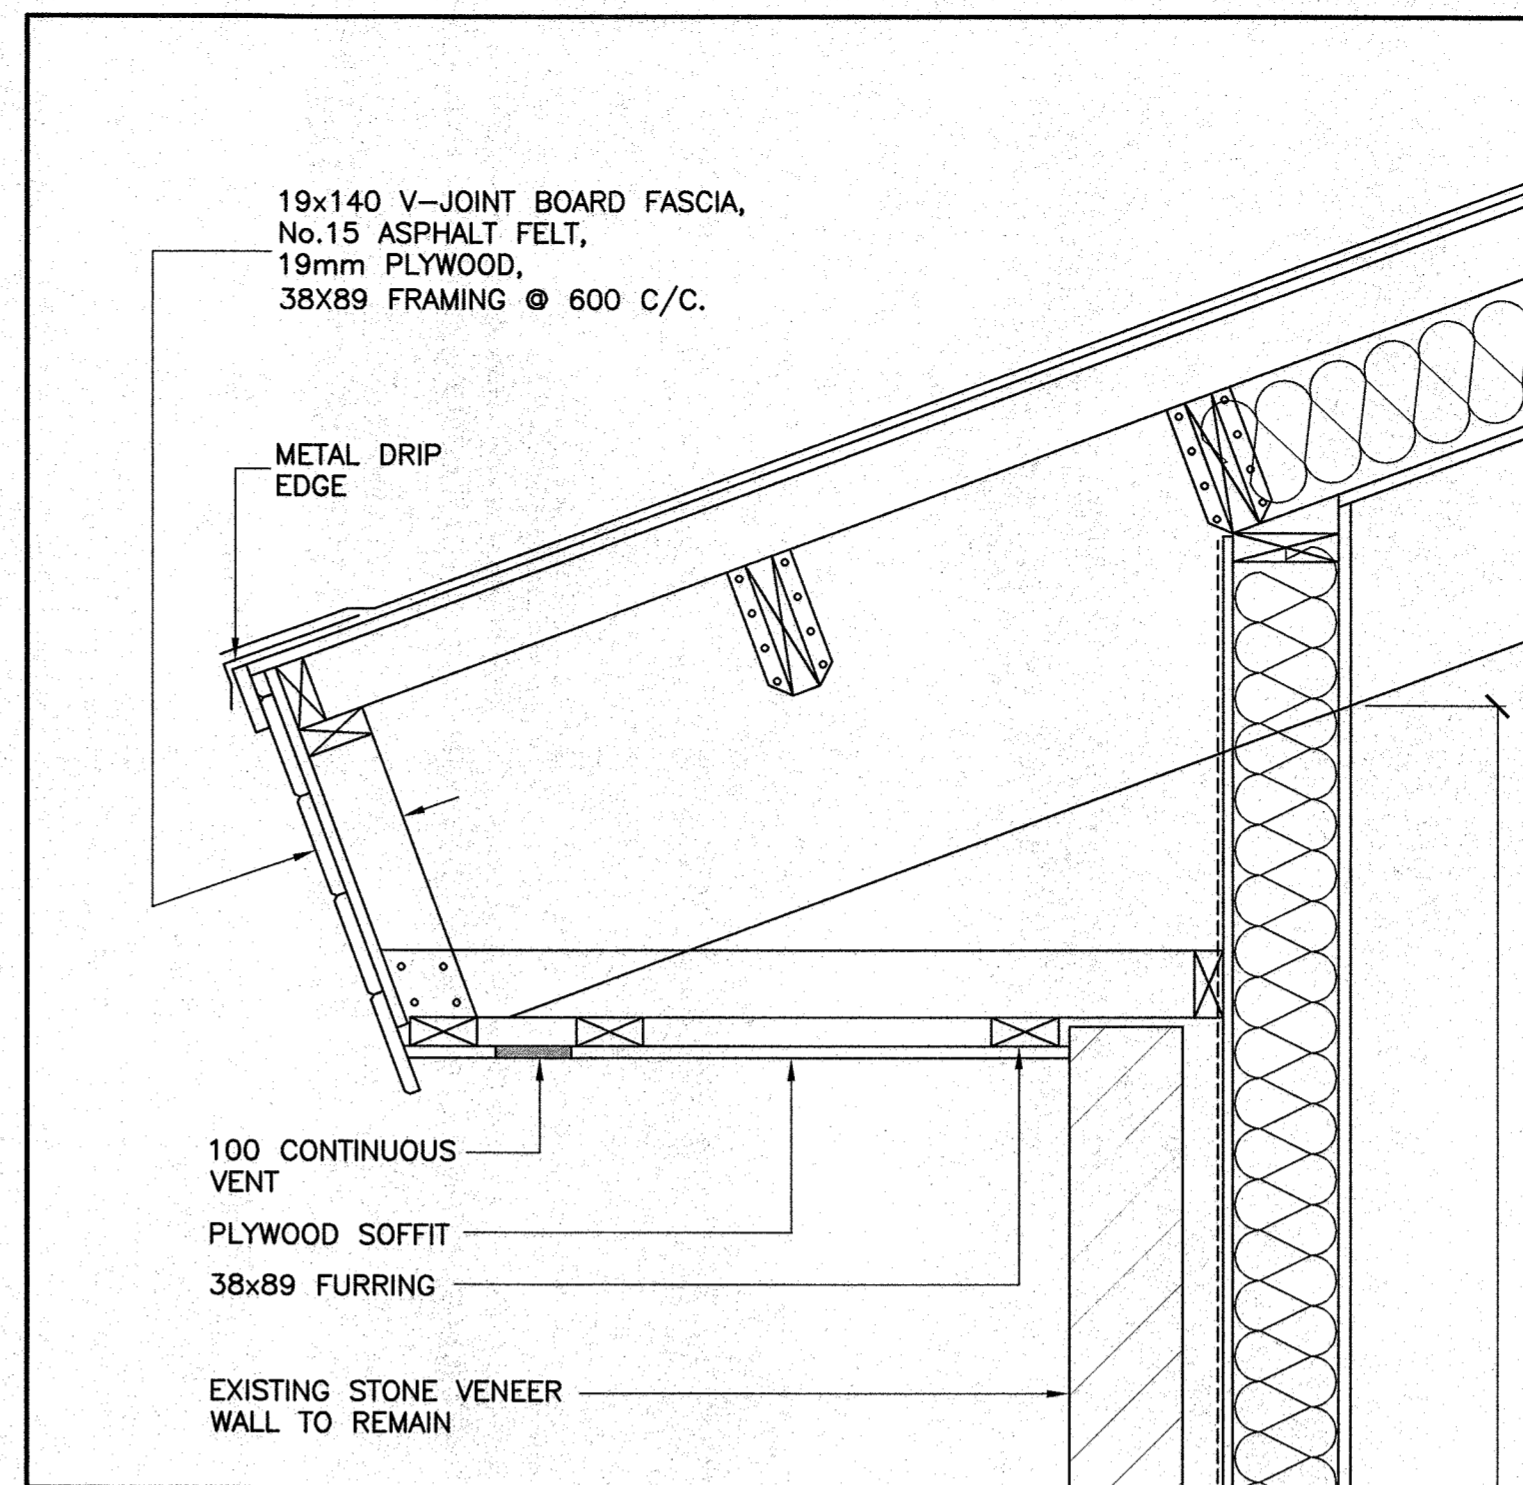 19x140 V-JOINT BOARD FASCIA,
No.15 ASPHALT FELT,
19mm PLYWOOD,
38X89 FRAMING @ 600 C/C.
METAL DRIP
EDGE
100 CONTINUOUS
VENT
PLYWOOD SOFFIT
38x89 FURRING
EXISTING STONE VENEER
WALL TO REMAIN